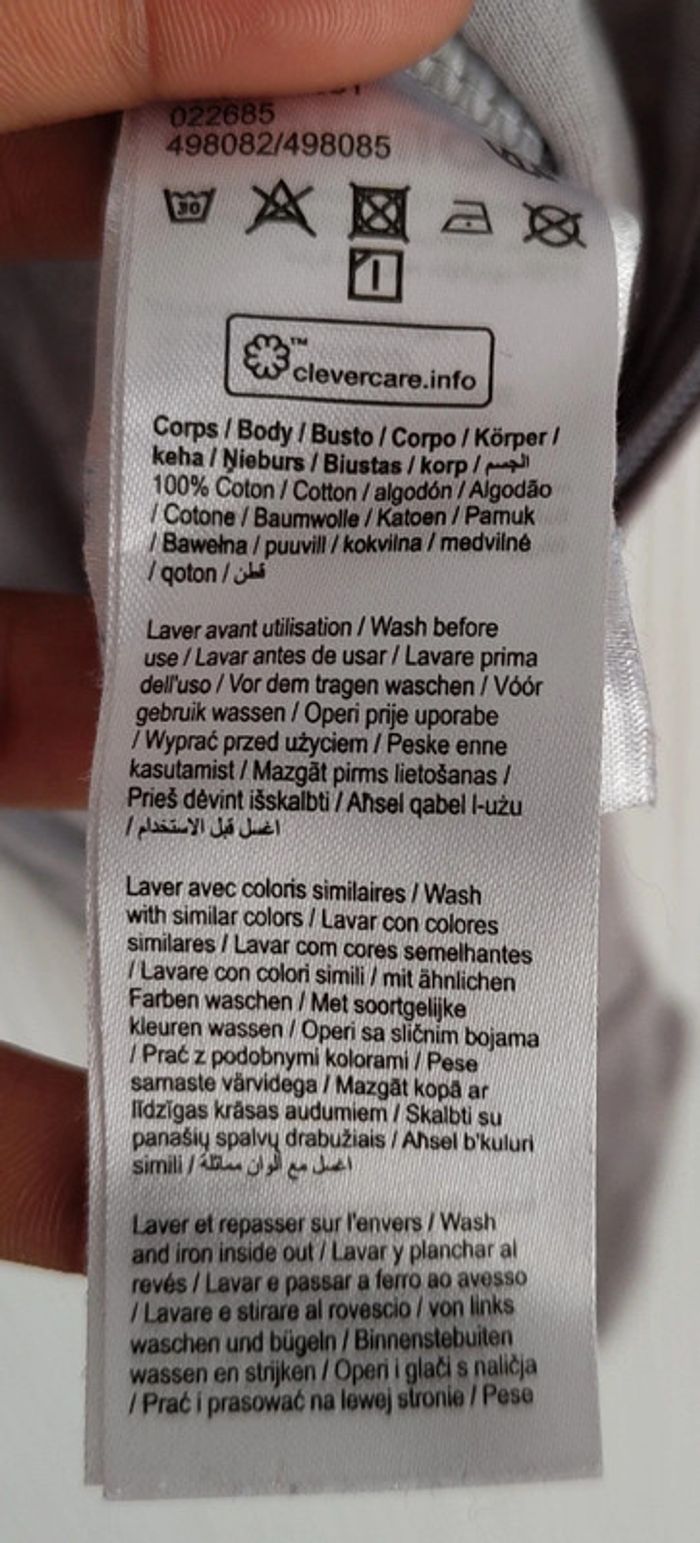 022685
498082/498085
30
™
clevercare.info
Corps / Body / Busto / Corpo / Körper /
keha / Ņieburs / Biustas / korp / الجسم
100% Coton / Cotton / algodón / Algodão
/ Cotone / Baumwolle / Katoen / Pamuk
/ Bawełna / puuvill / kokvilna / medvilnė
/ qoton / قطن
Laver avant utilisation / Wash before
use / Lavar antes de usar / Lavare prima
dell'uso / Vor dem tragen waschen / Vóór
gebruik wassen / Operi prije uporabe
/ Wyprać przed użyciem / Peske enne
kasutamist / Mazgāt pirms lietošanas /
Prieš dėvint išskalbti / Aħsel qabel l-użu
/ اغسل قبل الاستخدام
Laver avec coloris similaires / Wash
with similar colors / Lavar con colores
similares / Lavar com cores semelhantes
/ Lavare con colori simili / mit ähnlichen
Farben waschen / Met soortgelijke
kleuren wassen / Operi sa sličnim bojama
/ Prać z podobnymi kolorami / Pese
samaste värvidega / Mazgāt kopā ar
līdzīgas krāsas audumiem / Skalbti su
panašių spalvų drabužiais / Aħsel b'kuluri
simili / اغسل مع ألوان مماثلة
Laver et repasser sur l'envers / Wash
and iron inside out / Lavar y planchar al
revés / Lavar e passar a ferro ao avesso
/ Lavare e stirare al rovescio / von links
waschen und bügeln / Binnenstebuiten
wassen en strijken / Operi i glači s naličja
/ Prać i prasować na lewej stronie / Pese